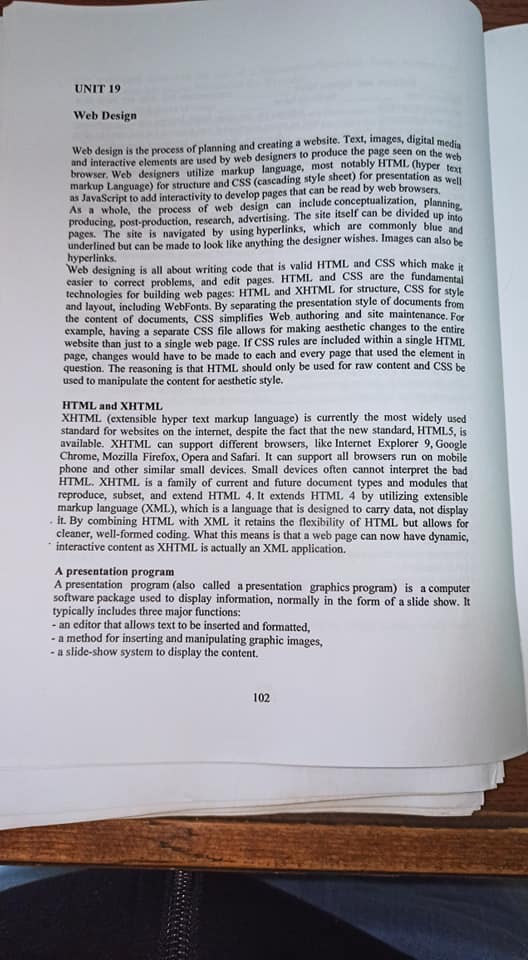 UNIT 19
Web Design
Web design is the process of planning and creating a website. Text, images, digital media
and interactive elements are used by web designers to produce the page seen on the web
browser. Web designers utilize markup language, most notably HTML (hyper text
markup Language) for structure and CSS (cascading style sheet) for presentation as well
as JavaScript to add interactivity to develop pages that can be read by web browsers.
As a whole, the process of web design can include conceptualization, planning,
producing, post-production, research, advertising. The site itself can be divided up into
pages. The site is navigated by using hyperlinks, which are commonly blue and
underlined but can be made to look like anything the designer wishes. Images can also be
hyperlinks.
Web designing is all about writing code that is valid HTML and CSS which make it
easier to correct problems, and edit pages. HTML and CSS are the fundamental
technologies for building web pages: HTML and XHTML for structure, CSS for style
and layout, including WebFonts. By separating the presentation style of documents from
the content of documents, CSS simplifies Web authoring and site maintenance. For
example, having a separate CSS file allows for making aesthetic changes to the entire
website than just to a single web page. If CSS rules are included within a single HTML
page, changes would have to be made to each and every page that used the element in
question. The reasoning is that HTML should only be used for raw content and CSS be
used to manipulate the content for aesthetic style.
HTML and XHTML
XHTML (extensible hyper text markup language) is currently the most widely used
standard for websites on the internet, despite the fact that the new standard, HTML5, is
available. XHTML can support different browsers, like Internet Explorer 9, Google
Chrome, Mozilla Firefox, Opera and Safari. It can support all browsers run on mobile
phone and other similar small devices. Small devices often cannot interpret the bad
HTML. XHTML is a family of current and future document types and modules that
reproduce, subset, and extend HTML 4. It extends HTML 4 by utilizing extensible
markup language (XML), which is a language that is designed to carry data, not display
it. By combining HTML with XML it retains the flexibility of HTML but allows for
cleaner, well-formed coding. What this means is that a web page can now have dynamic,
interactive content as XHTML is actually an XML application.
A presentation program
A presentation program (also called a presentation graphics program) is a computer
software package used to display information, normally in the form of a slide show. It
typically includes three major functions:
- an editor that allows text to be inserted and formatted,
- a method for inserting and manipulating graphic images,
- a slide-show system to display the content.
102